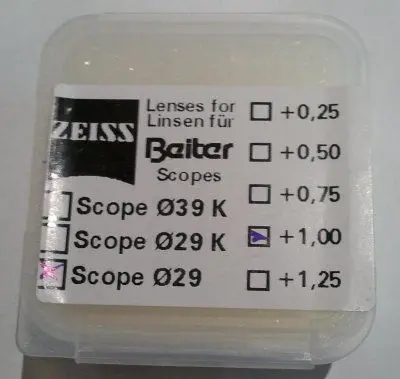 ZEISS
Lenses for
Linsen für
Beiter
Scopes
Scope Ø39 K
Scope Ø29 K
Scope Ø29
+0,25
+0,50
+0,75
+1,00
+1,25